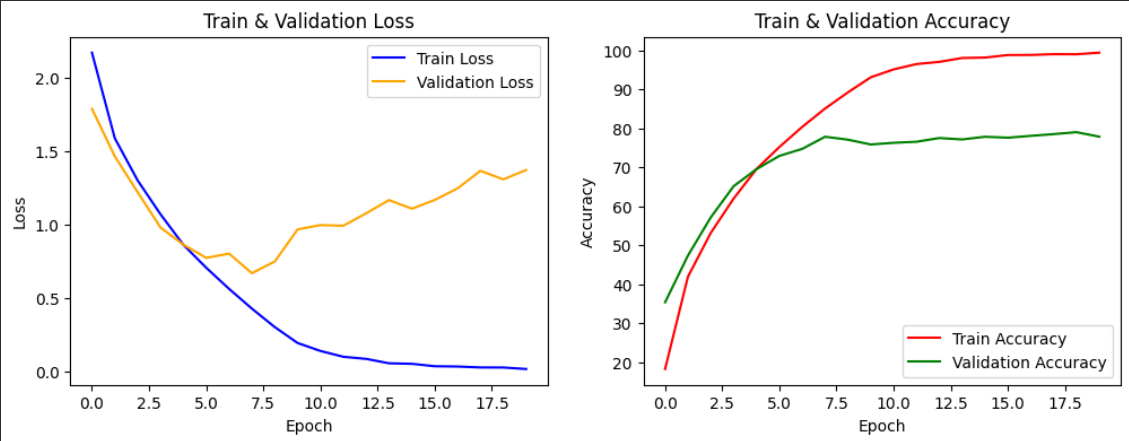 Train & Validation Loss
Train & Validation Accuracy
2.0
1.5
1.0
0.5
0.0
Loss
Train Loss
Validation Loss
0.0 2.5 5.0 7.5 10.0 12.5 15.0 17.5
Epoch
100
90
80
70
60
50
40
30
20
Accuracy
Train Accuracy
Validation Accuracy
0.0 2.5 5.0 7.5 10.0 12.5 15.0 17.5
Epoch